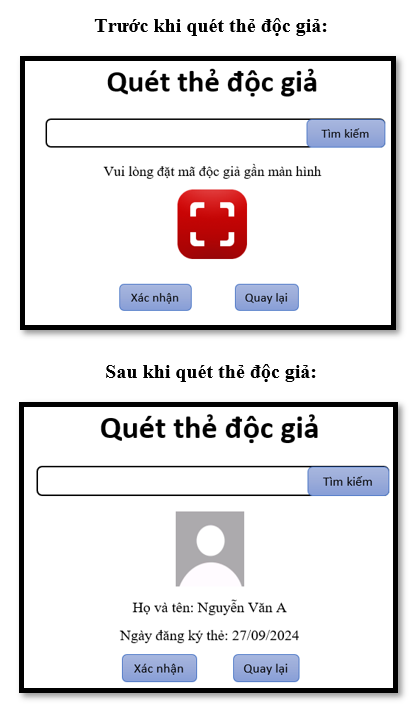 Trước khi quét thẻ độc giả:
Quét thẻ độc giả
Tìm kiếm
Vui lòng đặt mã độc giả gần màn hình
Xác nhận Quay lại
Sau khi quét thẻ độc giả:
Quét thẻ độc giả
Tìm kiếm
Họ và tên: Nguyễn Văn A
Ngày đăng ký thẻ: 27/09/2024
Xác nhận Quay lại